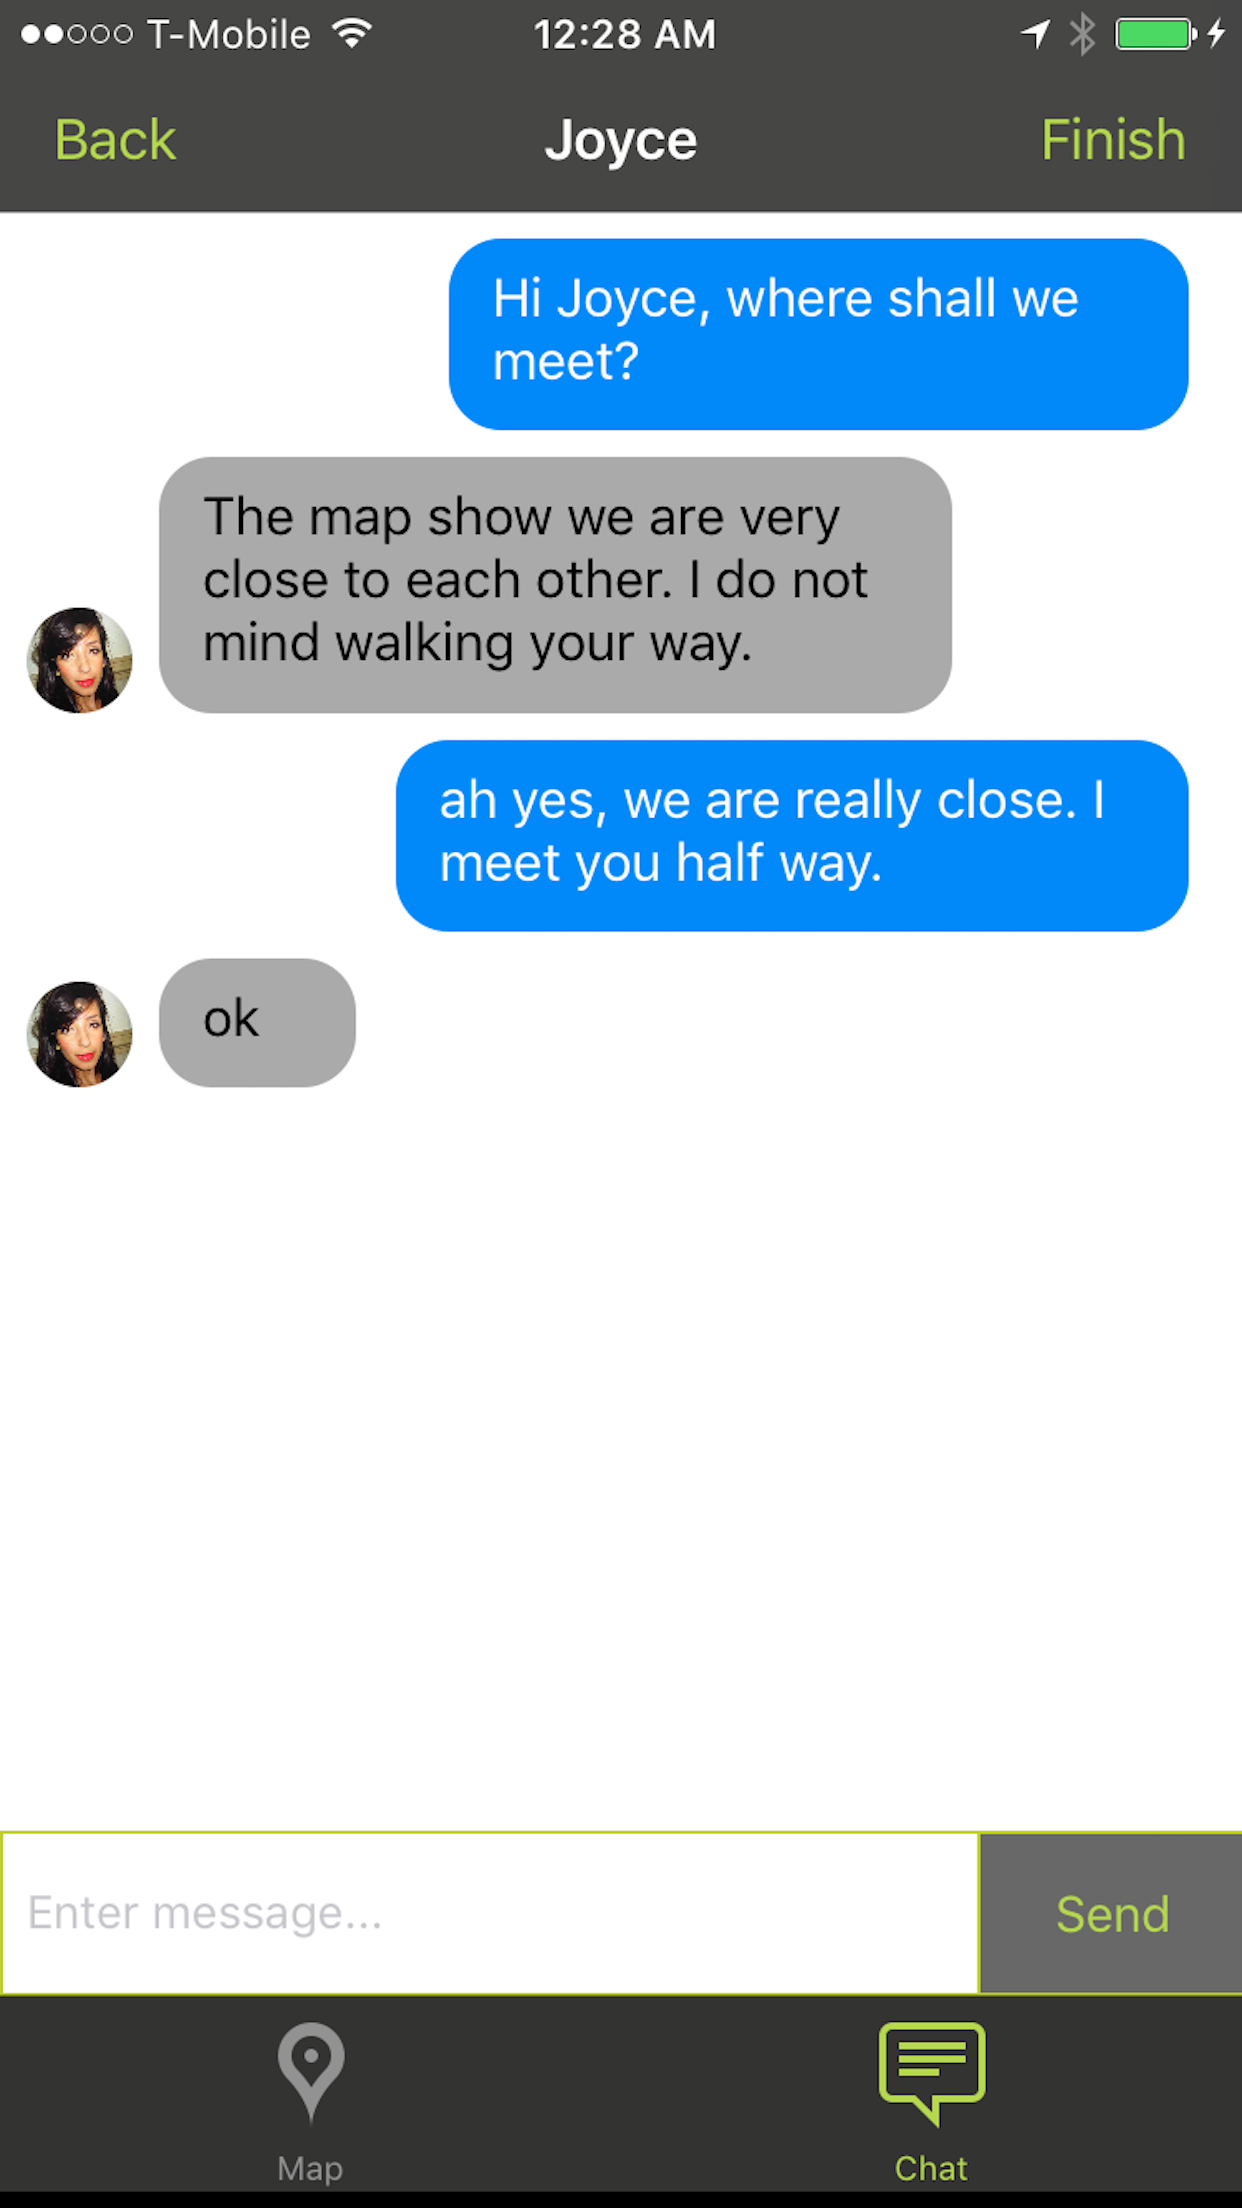 T-Mobile 12:28 AM
Back Joyce Finish
Hi Joyce, where shall we
meet?
The map show we are very
close to each other. I do not
mind walking your way.
ah yes, we are really close. I
meet you half way.
ok
Enter message...
Send
Map Chat